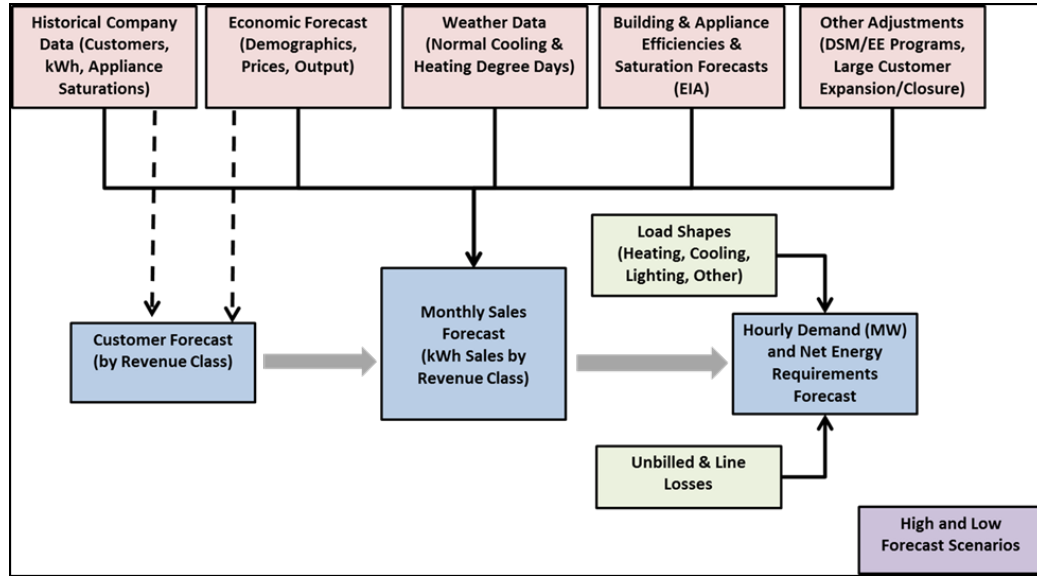 Historical Company
Data (Customers,
kWh, Appliance
Saturations)
Economic Forecast
(Demographics,
Prices, Output)
Weather Data
(Normal Cooling &
Heating Degree Days)
Building & Appliance
Efficiencies &
Saturation Forecasts
(EIA)
Other Adjustments
(DSM/EE Programs,
Large Customer
Expansion/Closure)
Load Shapes
(Heating, Cooling,
Lighting, Other)
Customer Forecast
(by Revenue Class)
Monthly Sales
Forecast
(kWh Sales by
Revenue Class)
Hourly Demand (MW)
and Net Energy
Requirements
Forecast
Unbilled & Line
Losses
High and Low
Forecast Scenarios